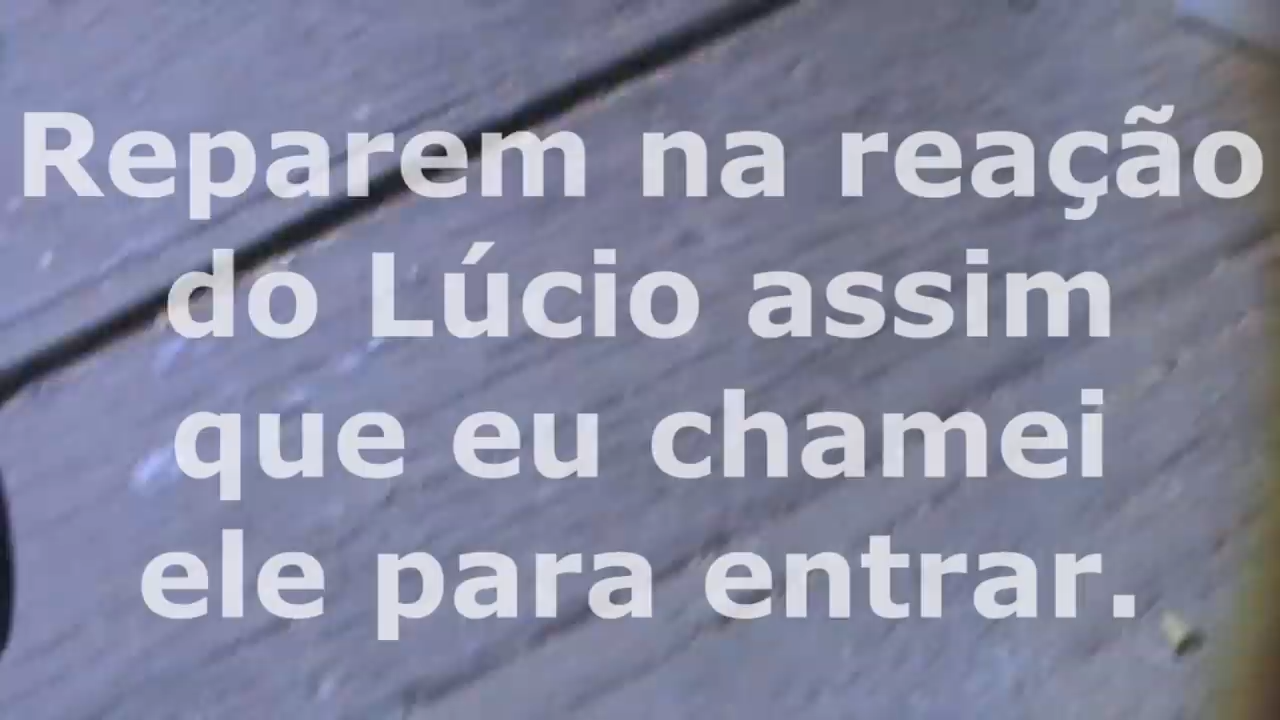 Reparem na reação
do Lúcio assim
que eu chamei
ele para entrar.